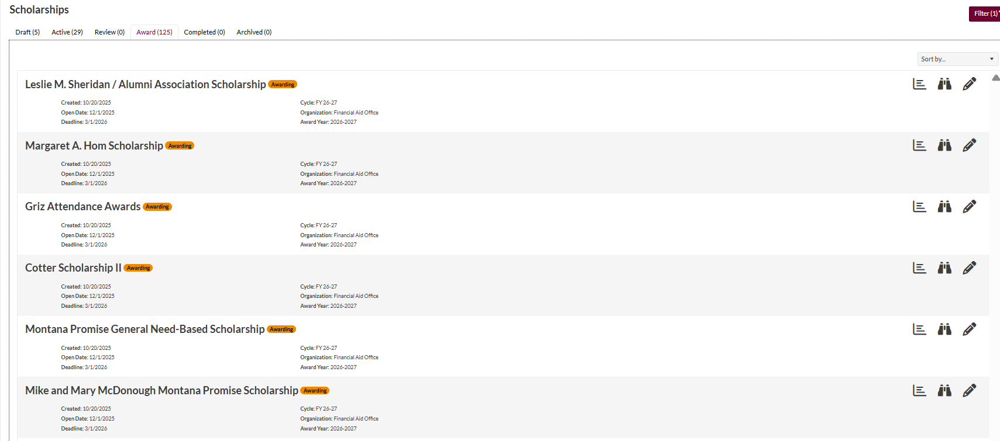 Scholarships
Filter (1)
Draft (5) Active (29) Review (0) Award (125) Completed (0) Archived (0)
Sort by...
Leslie M. Sheridan / Alumni Association Scholarship Awarding
Created: 10/20/2025 Cycle: FY 26-27
Open Date: 12/1/2025 Organization: Financial Aid Office
Deadline: 3/1/2026 Award Year: 2026-2027
Margaret A. Hom Scholarship Awarding
Created: 10/20/2025 Cycle: FY 26-27
Open Date: 12/1/2025 Organization: Financial Aid Office
Deadline: 3/1/2026 Award Year: 2026-2027
Griz Attendance Awards Awarding
Created: 10/20/2025 Cycle: FY 26-27
Open Date: 12/1/2025 Organization: Financial Aid Office
Deadline: 3/1/2026 Award Year: 2026-2027
Cotter Scholarship II Awarding
Created: 10/20/2025 Cycle: FY 26-27
Open Date: 12/1/2025 Organization: Financial Aid Office
Deadline: 3/1/2026 Award Year: 2026-2027
Montana Promise General Need-Based Scholarship Awarding
Created: 10/20/2025 Cycle: FY 26-27
Open Date: 12/1/2025 Organization: Financial Aid Office
Deadline: 3/1/2026 Award Year: 2026-2027
Mike and Mary McDonough Montana Promise Scholarship Awarding
Created: 10/20/2025 Cycle: FY 26-27
Open Date: 12/1/2025 Organization: Financial Aid Office
Deadline: 3/1/2026 Award Year: 2026-2027